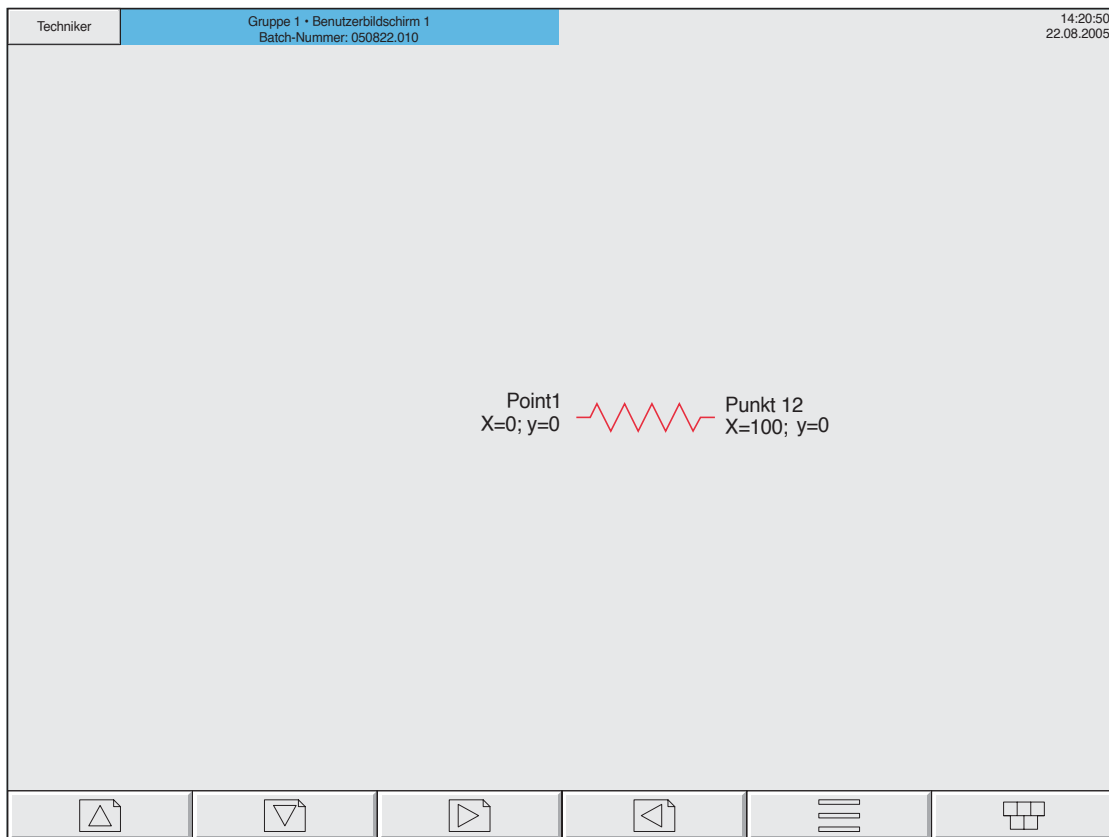 Techniker
Gruppe 1 • Benutzerbildschirm 1
Batch-Nummer: 050822.010
14:20:50
22.08.2005
Point1
X=0; y=0
Punkt 12
X=100; y=0